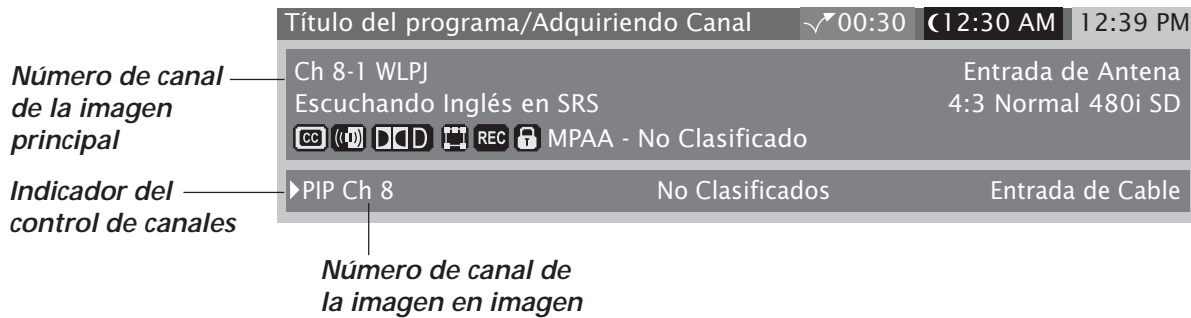 Título del programa/Adquiriendo Canal 00:30 12:30 AM 12:39 PM
Número de canal de la imagen principal
Ch 8-1 WLPJ Entrada de Antena
Escuchando Inglés en SRS 4:3 Normal 480i SD
CC REC MPAA - No Clasificado
Indicador del control de canales
PIP Ch 8 No Clasificados Entrada de Cable
Número de canal de
la imagen en imagen